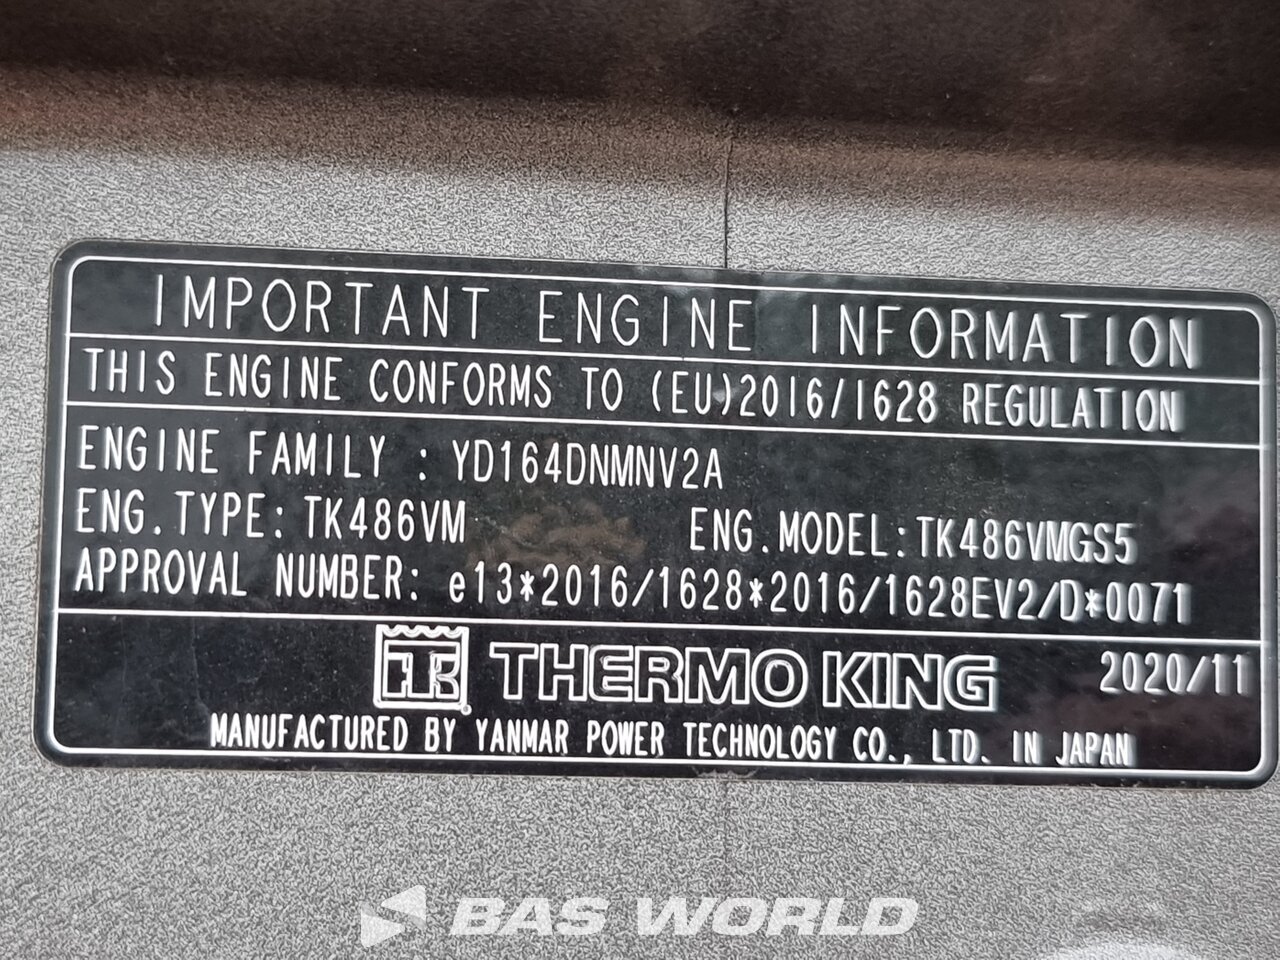 IMPORTANT ENGINE INFORMATION
THIS ENGINE CONFORMS TO (EU)2016/1628 REGULATION
ENGINE FAMILY : YD164DNMNV2A
ENG. TYPE: TK486VM ENG.MODEL: TK486VMGS5
APPROVAL NUMBER: e13*2016/1628*2016/1628EV2/D*0071
TK THERMO KING 2020/11
MANUFACTURED BY YANMAR POWER TECHNOLOGY CO., LTD. IN JAPAN
BAS WORLD